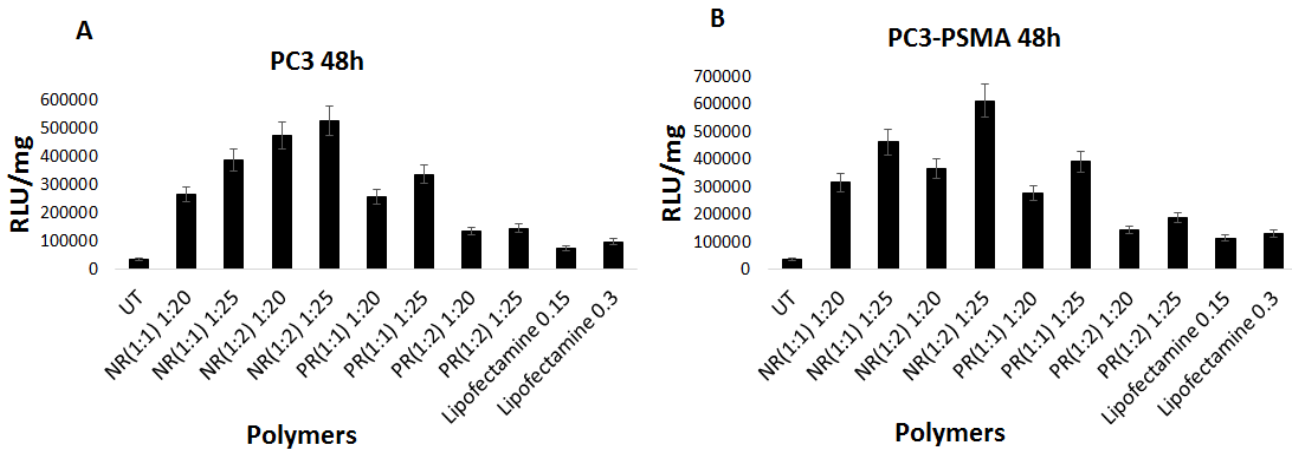 A
PC3 48h
RLU/mg
600000
500000
400000
300000
200000
100000
0
UT
NR(1:1) 1:20
NR(1:1) 1:25
NR(1:2) 1:20
NR(1:2) 1:25
PR(1:1) 1:20
PR(1:1) 1:25
PR(1:2) 1:20
PR(1:2) 1:25
Lipofectamine 0.15
Lipofectamine 0.3
Polymers
B
PC3-PSMA 48h
RLU/mg
700000
600000
500000
400000
300000
200000
100000
0
UT
NR(1:1) 1:20
NR(1:1) 1:25
NR(1:2) 1:20
NR(1:2) 1:25
PR(1:1) 1:20
PR(1:1) 1:25
PR(1:2) 1:20
PR(1:2) 1:25
Lipofectamine 0.15
Lipofectamine 0.3
Polymers